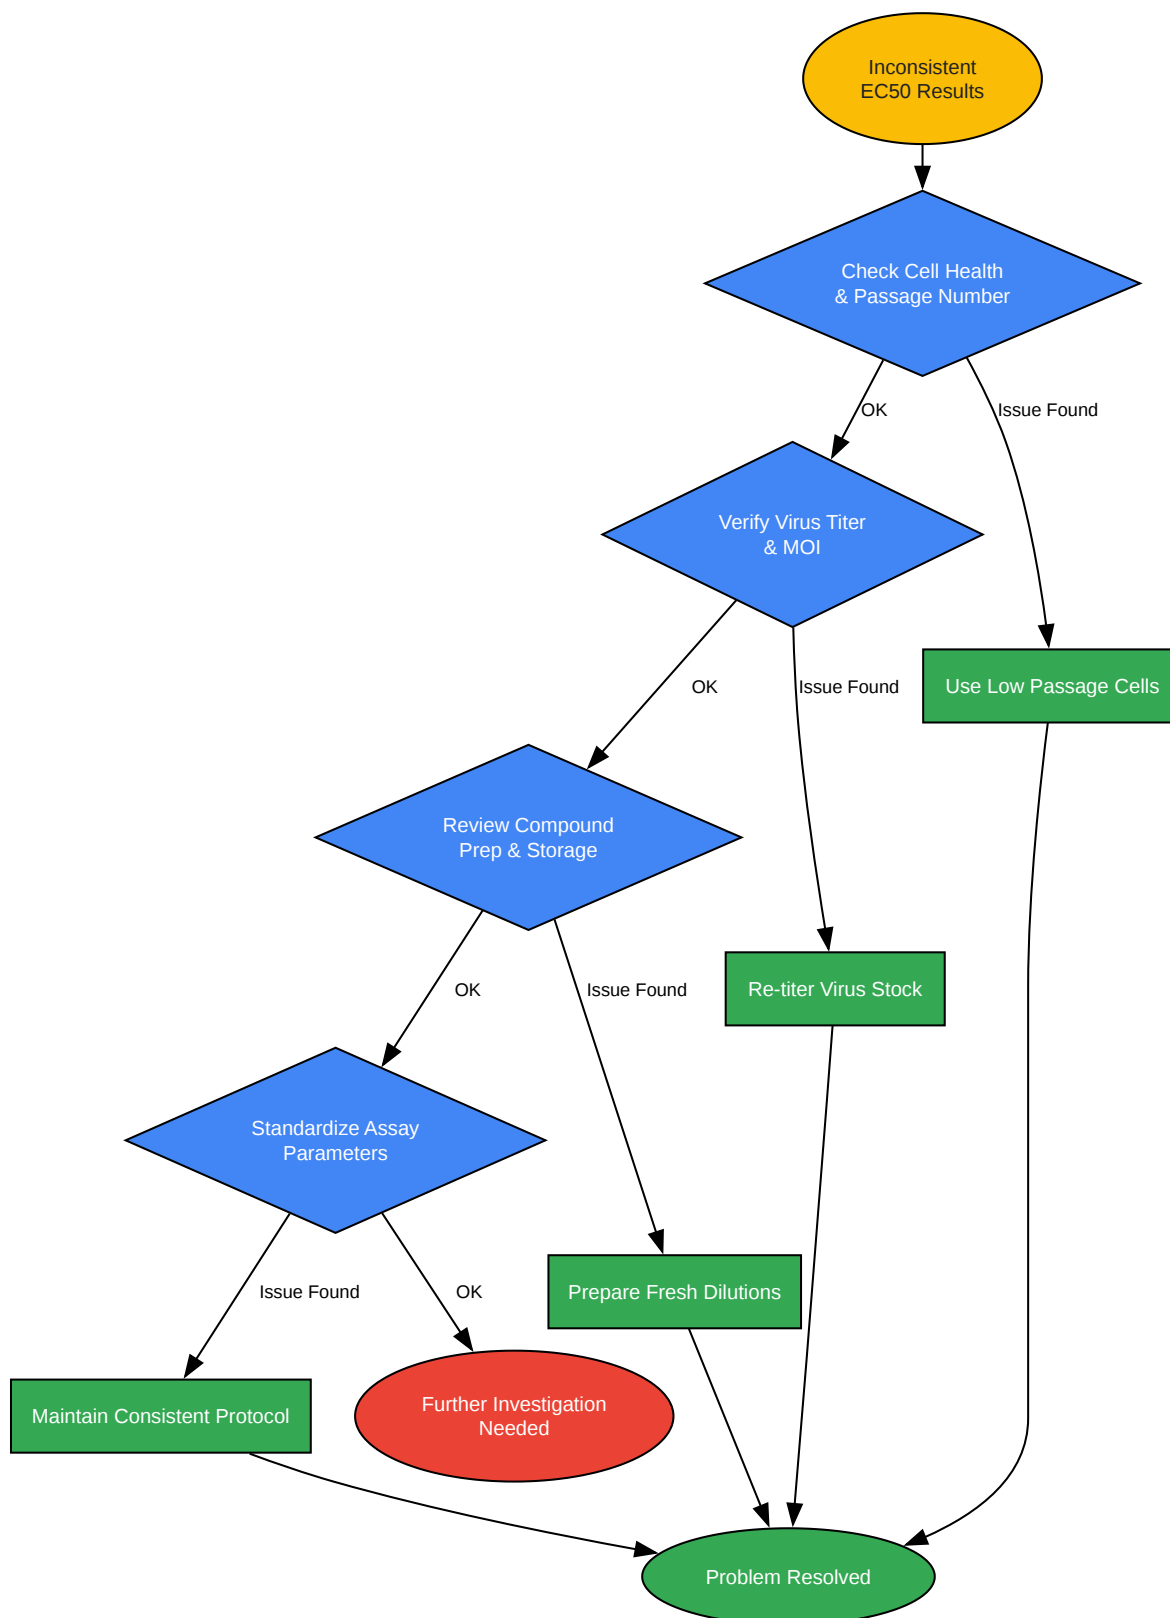 Inconsistent
EC50 Results
Check Cell Health
& Passage Number
OK
Issue Found
Verify Virus Titer
& MOI
OK
Issue Found
Use Low Passage Cells
Review Compound
Prep & Storage
OK
Issue Found
Re-titer Virus Stock
Standardize Assay
Parameters
Issue Found
OK
Prepare Fresh Dilutions
Maintain Consistent Protocol
Further Investigation
Needed
Problem Resolved